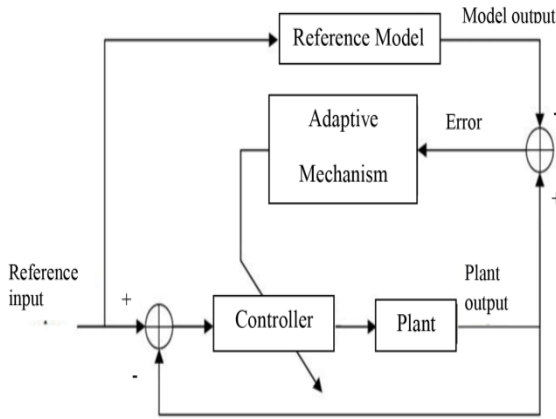 Model output
Reference Model
-
Adaptive
Mechanism
Error
+
Reference
input
+
Controller
Plant
Plant
output
-